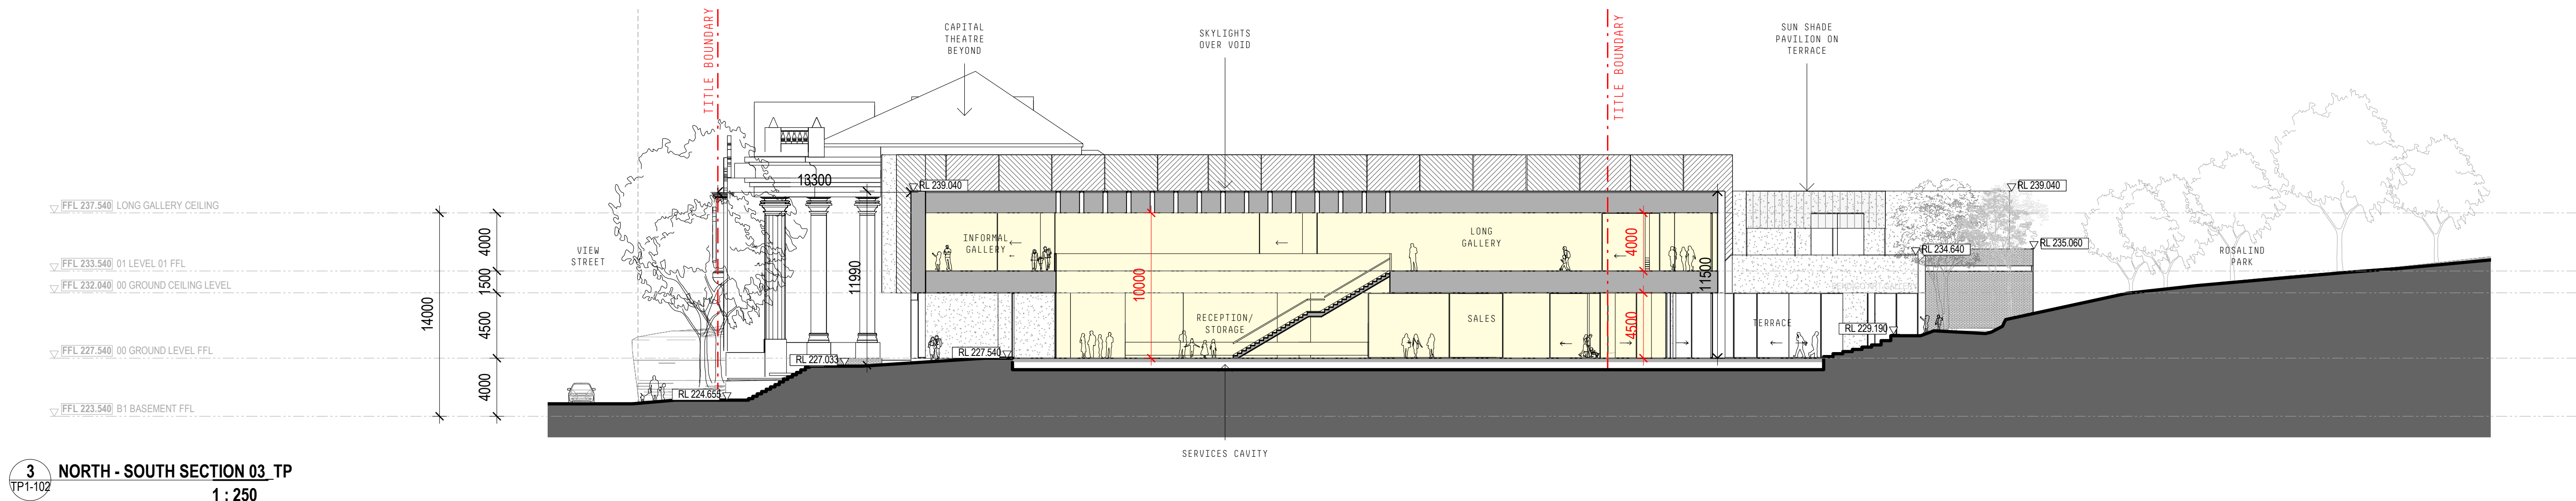 CAPITAL
THEATRE
BEYOND
SKYLIGHTS
OVER VOID
SUN SHADE
PAVILION ON
TERRACE
TITLE BOUNDARY
TITLE BOUNDARY
13300
RL 239.040
RL 239.040
FFL 237.540 LONG GALLERY CEILING
VIEW
STREET
INFORMAL
GALLERY
LONG
GALLERY
4000
4000
RL 234.640
RL 235.060
ROSALIND
PARK
FFL 233.540 01 LEVEL 01 FFL
1500
FFL 232.040 00 GROUND CEILING LEVEL
11990
10000
11500
14000
4500
RECEPTION/
STORAGE
SALES
4500
TERRACE
RL 229.190
FFL 227.540 00 GROUND LEVEL FFL
RL 227.033
RL 227.540
4000
RL 224.655
FFL 223.540 B1 BASEMENT FFL
SERVICES CAVITY
3
TP1-102
NORTH - SOUTH SECTION 03_TP
1 : 250